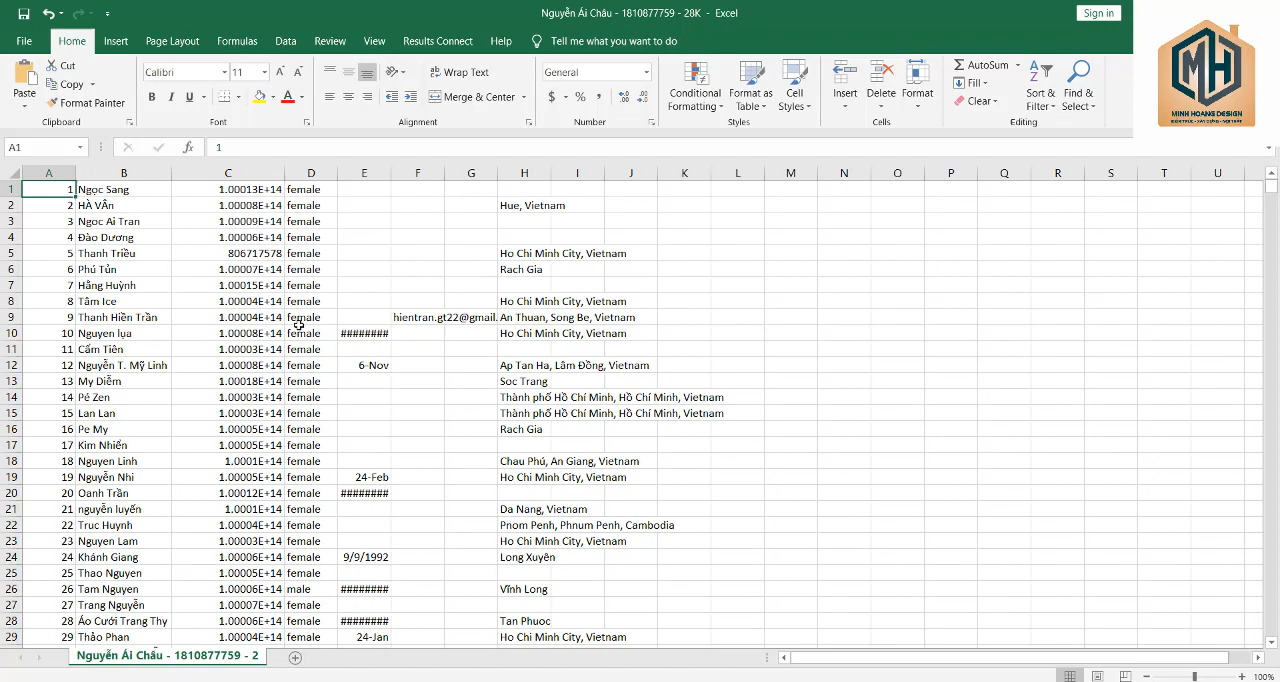 Nguyễn Ái Châu - 1810877759 - 28K - Excel
Sign in
File Home Insert Page Layout Formulas Data Review View Results Connect Help Tell me what you want to do
Paste Cut Copy Format Painter Clipboard
Calibri 11 A A B I U A Font
Wrap Text Merge & Center Alignment
General $ % , Number
Conditional Formatting Format as Table Cell Styles Styles
Insert Delete Format Cells
AutoSum Fill Clear Sort & Filter Find & Select Editing
MH
MINH HOANG DESIGN
A1 fx 1
A B C D E F G H I J K L M N O P Q R S T U
1 1 Ngọc Sang 1.00013E+14 female
2 2 HÀ VÂn 1.00008E+14 female Hue, Vietnam
3 3 Ngoc Ai Tran 1.00009E+14 female
4 4 Đào Dương 1.00006E+14 female
5 5 Thanh Triều 806717578 female Ho Chi Minh City, Vietnam
6 6 Phú Tủn 1.00007E+14 female Rach Gia
7 7 Hằng Huỳnh 1.00015E+14 female
8 8 Tâm Ice 1.00004E+14 female Ho Chi Minh City, Vietnam
9 9 Thanh Hiền Trần 1.00004E+14 female hientran.gt22@gmail. An Thuan, Song Be, Vietnam
10 10 Nguyen lụa 1.00008E+14 female ######## Ho Chi Minh City, Vietnam
11 11 Cẩm Tiên 1.00003E+14 female
12 12 Nguyễn T. Mỹ Linh 1.00008E+14 female 6-Nov Ap Tan Ha, Lâm Đồng, Vietnam
13 13 My Diễm 1.00018E+14 female Soc Trang
14 14 Pé Zen 1.00003E+14 female Thành phố Hồ Chí Minh, Hồ Chí Minh, Vietnam
15 15 Lan Lan 1.00003E+14 female Thành phố Hồ Chí Minh, Hồ Chí Minh, Vietnam
16 16 Pe My 1.00005E+14 female Rach Gia
17 17 Kim Nhiển 1.00005E+14 female
18 18 Nguyen Linh 1.0001E+14 female Chau Phú, An Giang, Vietnam
19 19 Nguyễn Nhi 1.00005E+14 female 24-Feb Ho Chi Minh City, Vietnam
20 20 Oanh Trần 1.00012E+14 female ########
21 21 nguyễn luyến 1.0001E+14 female Da Nang, Vietnam
22 22 Truc Huynh 1.00004E+14 female Pnom Penh, Phnum Penh, Cambodia
23 23 Nguyen Lam 1.00003E+14 female Ho Chi Minh City, Vietnam
24 24 Khánh Giang 1.00006E+14 female 9/9/1992 Long Xuyên
25 25 Thao Nguyen 1.00005E+14 female
26 26 Tam Nguyen 1.00006E+14 male ######## Vĩnh Long
27 27 Trang Nguyễn 1.00007E+14 female
28 28 Áo Cưới Trang Thy 1.00006E+14 female ######## Tan Phuoc
29 29 Thảo Phan 1.00004E+14 female 24-Jan Ho Chi Minh City, Vietnam
Nguyễn Ái Châu - 1810877759 - 2
100%